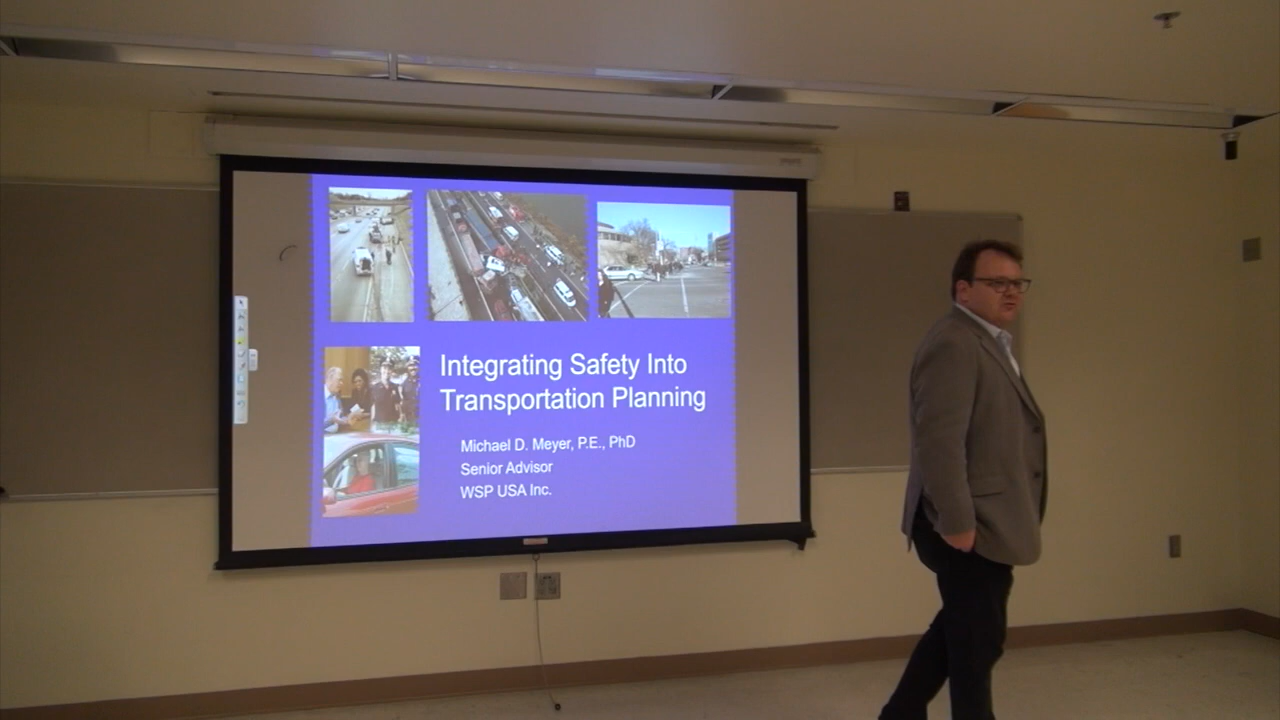 Integrating Safety Into
Transportation Planning
Michael D. Meyer, P.E., PhD
Senior Advisor
WSP USA Inc.